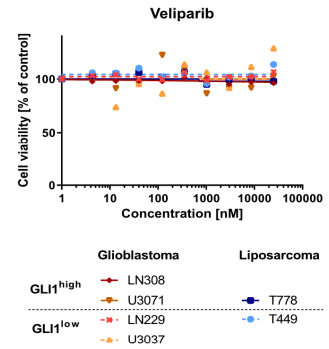 Veliparib
Cell viability [% of control]
100
50
0
1 10 100 1000 10000 100000
Concentration [nM]
Glioblastoma Liposarcoma
GLI1high
LN308
U3071 T778
GLI1low
LN229 T449
U3037